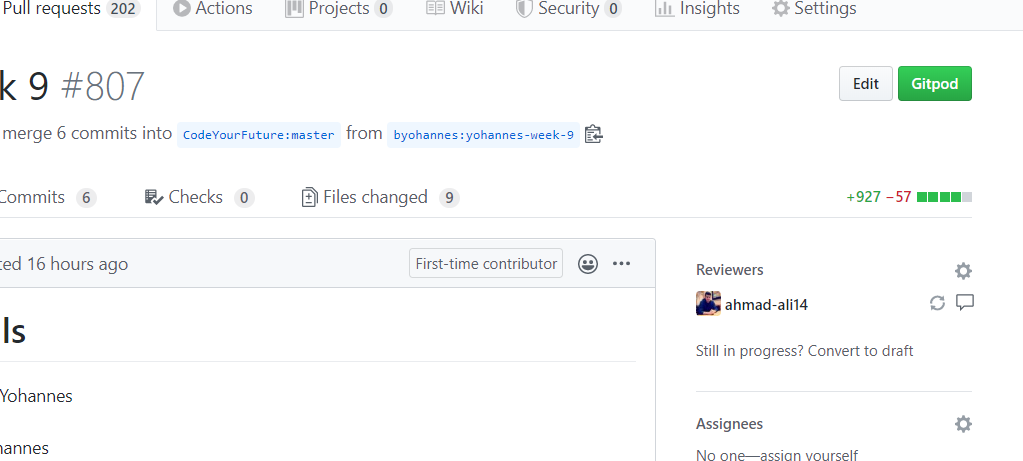 Pull requests 202 Actions Projects 0 Wiki Security 0 Insights Settings
k 9 #807 Edit Gitpod
merge 6 commits into CodeYourFuture:master from byohannes:yohannes-week-9
Commits 6 Checks 0 Files changed 9 +927 −57
ted 16 hours ago First-time contributor
Reviewers
ahmad-ali14
ls
Still in progress? Convert to draft
Yohannes
Assignees
hannes
No one—assign yourself